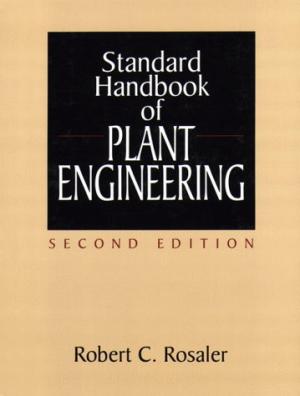 Standard
Handbook
of
PLANT
ENGINEERING
SECOND EDITION
Robert C. Rosaler